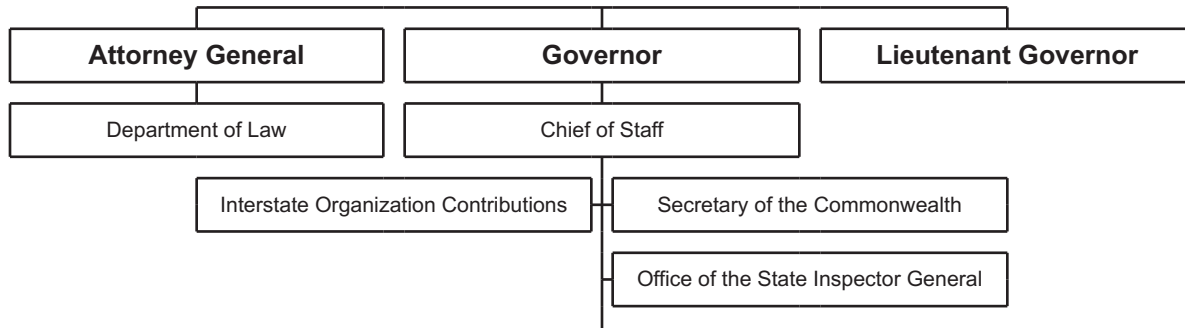 Attorney General
Governor
Lieutenant Governor
Department of Law
Chief of Staff
Interstate Organization Contributions
Secretary of the Commonwealth
Office of the State Inspector General